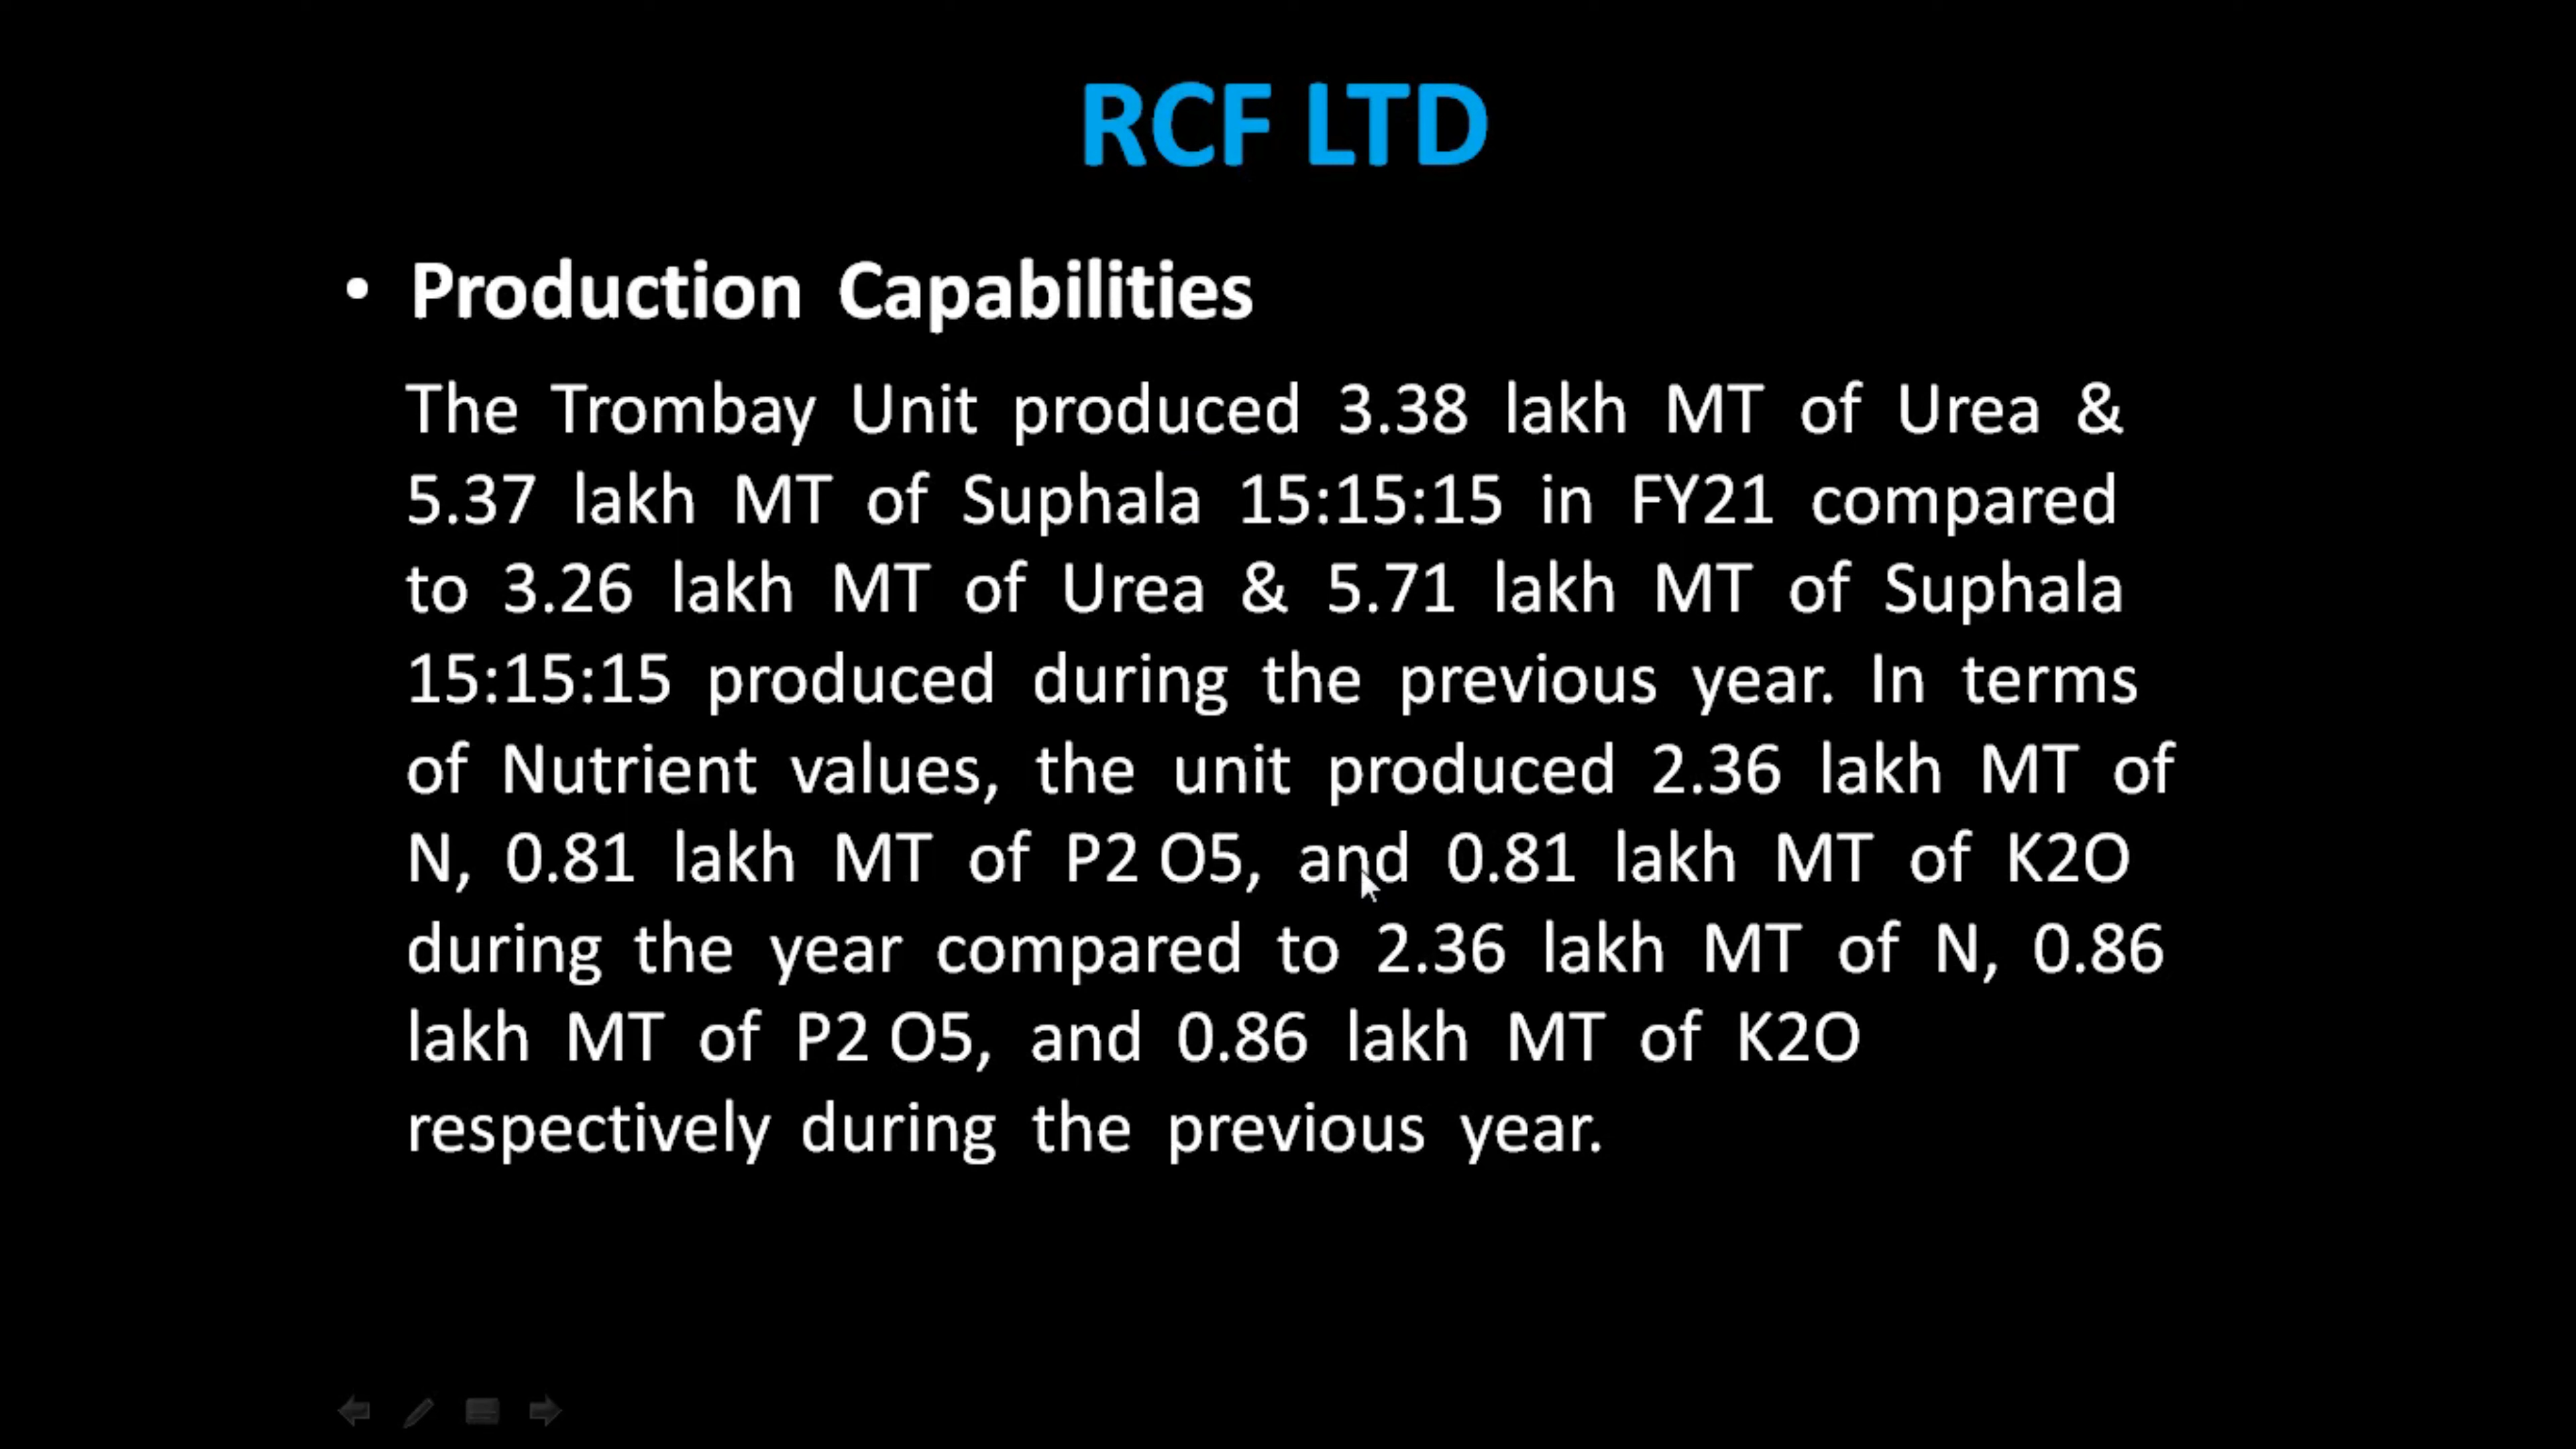 RCF LTD
• Production Capabilities
The Trombay Unit produced 3.38 lakh MT of Urea &
5.37 lakh MT of Suphala 15:15:15 in FY21 compared
to 3.26 lakh MT of Urea & 5.71 lakh MT of Suphala
15:15:15 produced during the previous year. In terms
of Nutrient values, the unit produced 2.36 lakh MT of
N, 0.81 lakh MT of P2 O5, and 0.81 lakh MT of K2O
during the year compared to 2.36 lakh MT of N, 0.86
lakh MT of P2 O5, and 0.86 lakh MT of K2O
respectively during the previous year.